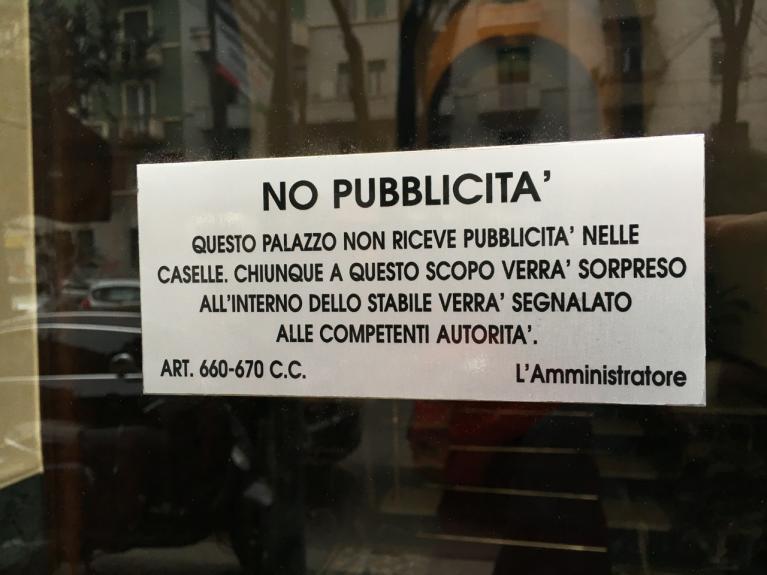 NO PUBBLICITA'
QUESTO PALAZZO NON RICEVE PUBBLICITA' NELLE
CASELLE. CHIUNQUE A QUESTO SCOPO VERRA' SORPRESO
ALL'INTERNO DELLO STABILE VERRA' SEGNALATO
ALLE COMPETENTI AUTORITA'.
ART. 660-670 C.C.
L'Amministratore